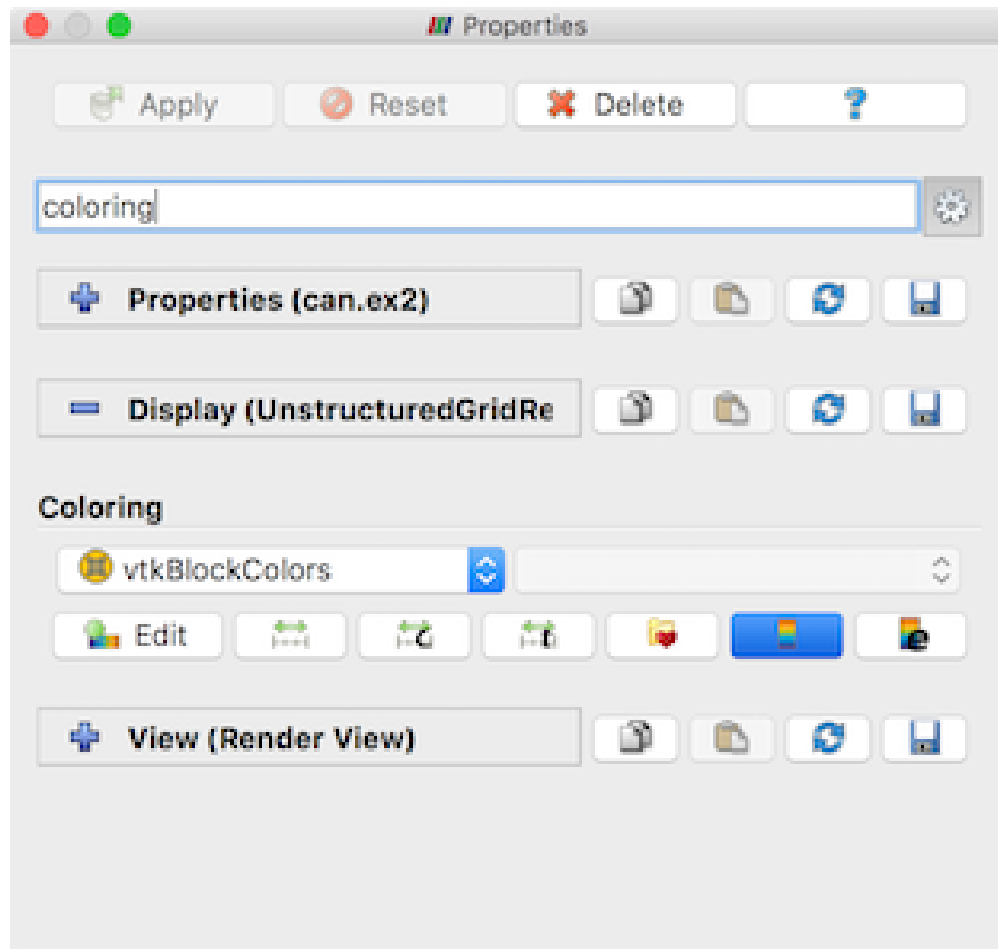 Properties
Apply Reset Delete ?
coloring
Properties (can.ex2)
Display (UnstructuredGridRe
Coloring
vtkBlockColors
Edit c t e
View (Render View)